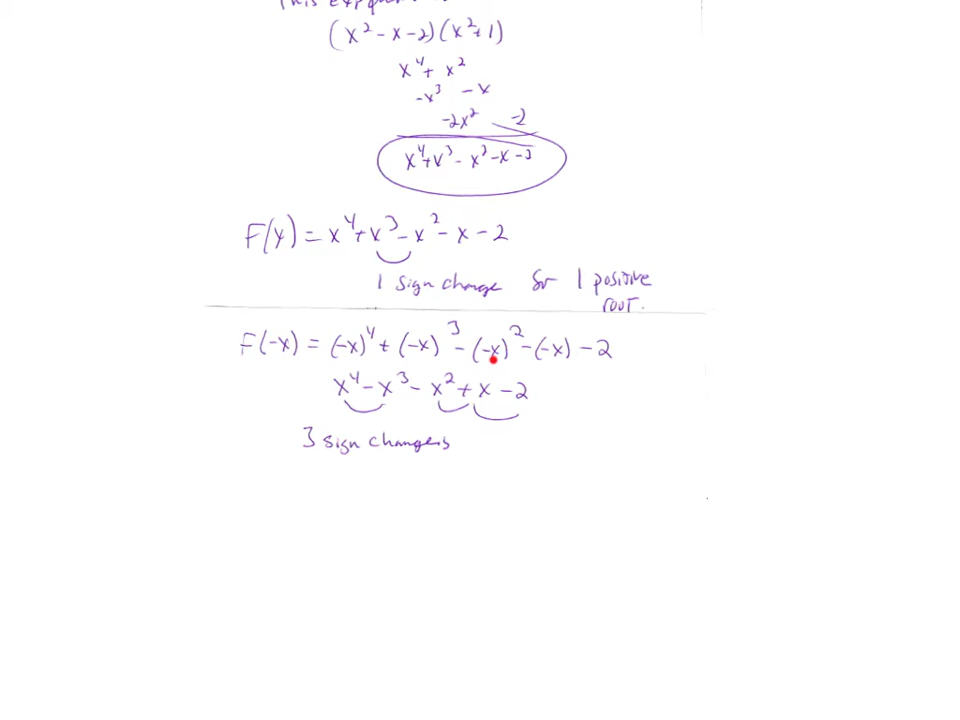 This
(x² - x - 2)(x² + 1)
x⁴ + x²
-x³ - x
-2x² -2
x⁴ + x³ - x² - x - 2
F(x) = x⁴ + x³ - x² - x - 2
1 sign change so 1 positive
root.
F(-x) = (-x)⁴ + (-x)³ - (-x)² - (-x) - 2
x⁴ - x³ - x² + x - 2
3 sign changes